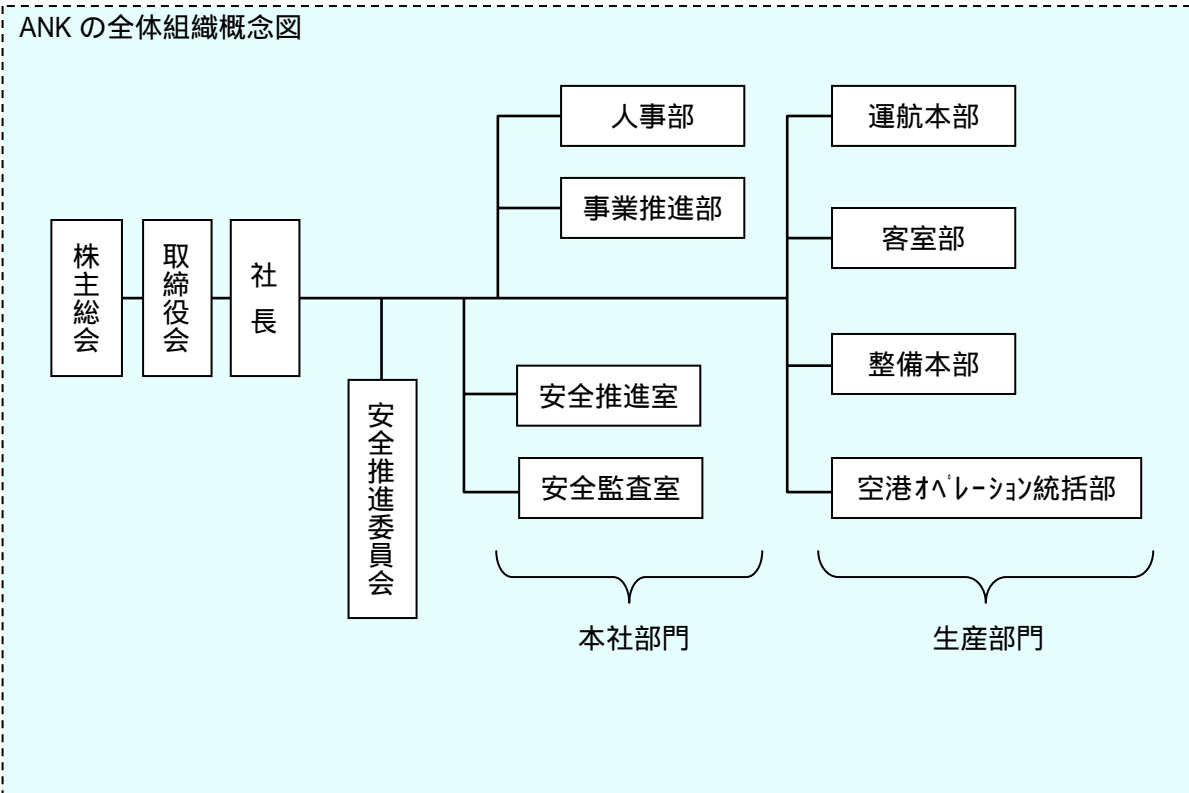 ANK の全体組織概念図
人事部
運航本部
事業推進部
客室部
株主総会
取締役会
社長
整備本部
安全推進室
安全推進委員会
安全監査室
空港ｵﾍﾟﾚｰｼｮﾝ統括部
本社部門
生産部門